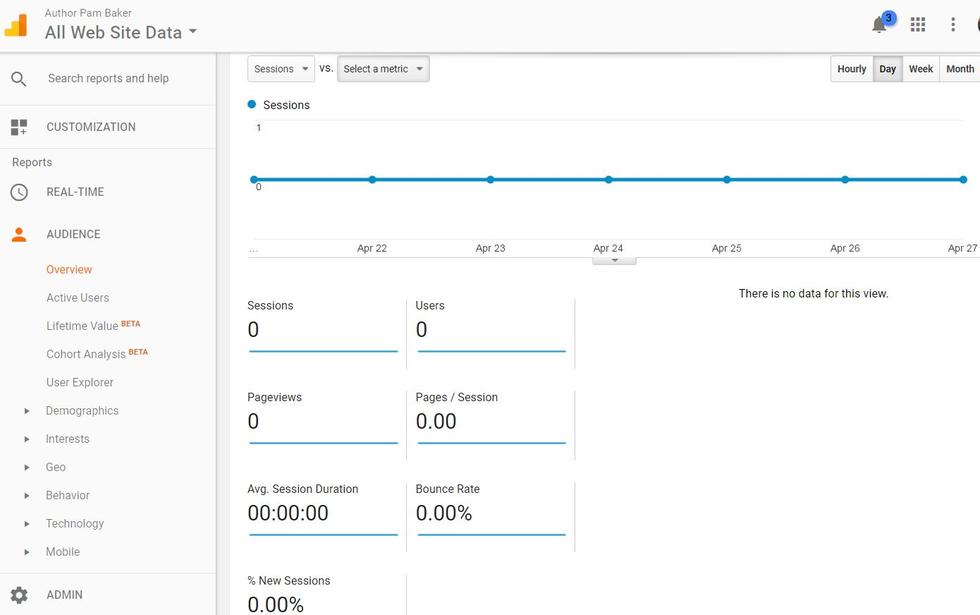 Author Pam Baker
All Web Site Data
3
Search reports and help
CUSTOMIZATION
Reports
REAL-TIME
AUDIENCE
Overview
Active Users
Lifetime Value BETA
Cohort Analysis BETA
User Explorer
Demographics
Interests
Geo
Behavior
Technology
Mobile
ADMIN
Sessions vs. Select a metric
Hourly Day Week Month
Sessions
1
0
... Apr 22 Apr 23 Apr 24 Apr 25 Apr 26 Apr 27
There is no data for this view.
Sessions Users
0 0
Pageviews Pages / Session
0 0.00
Avg. Session Duration Bounce Rate
00:00:00 0.00%
% New Sessions
0.00%